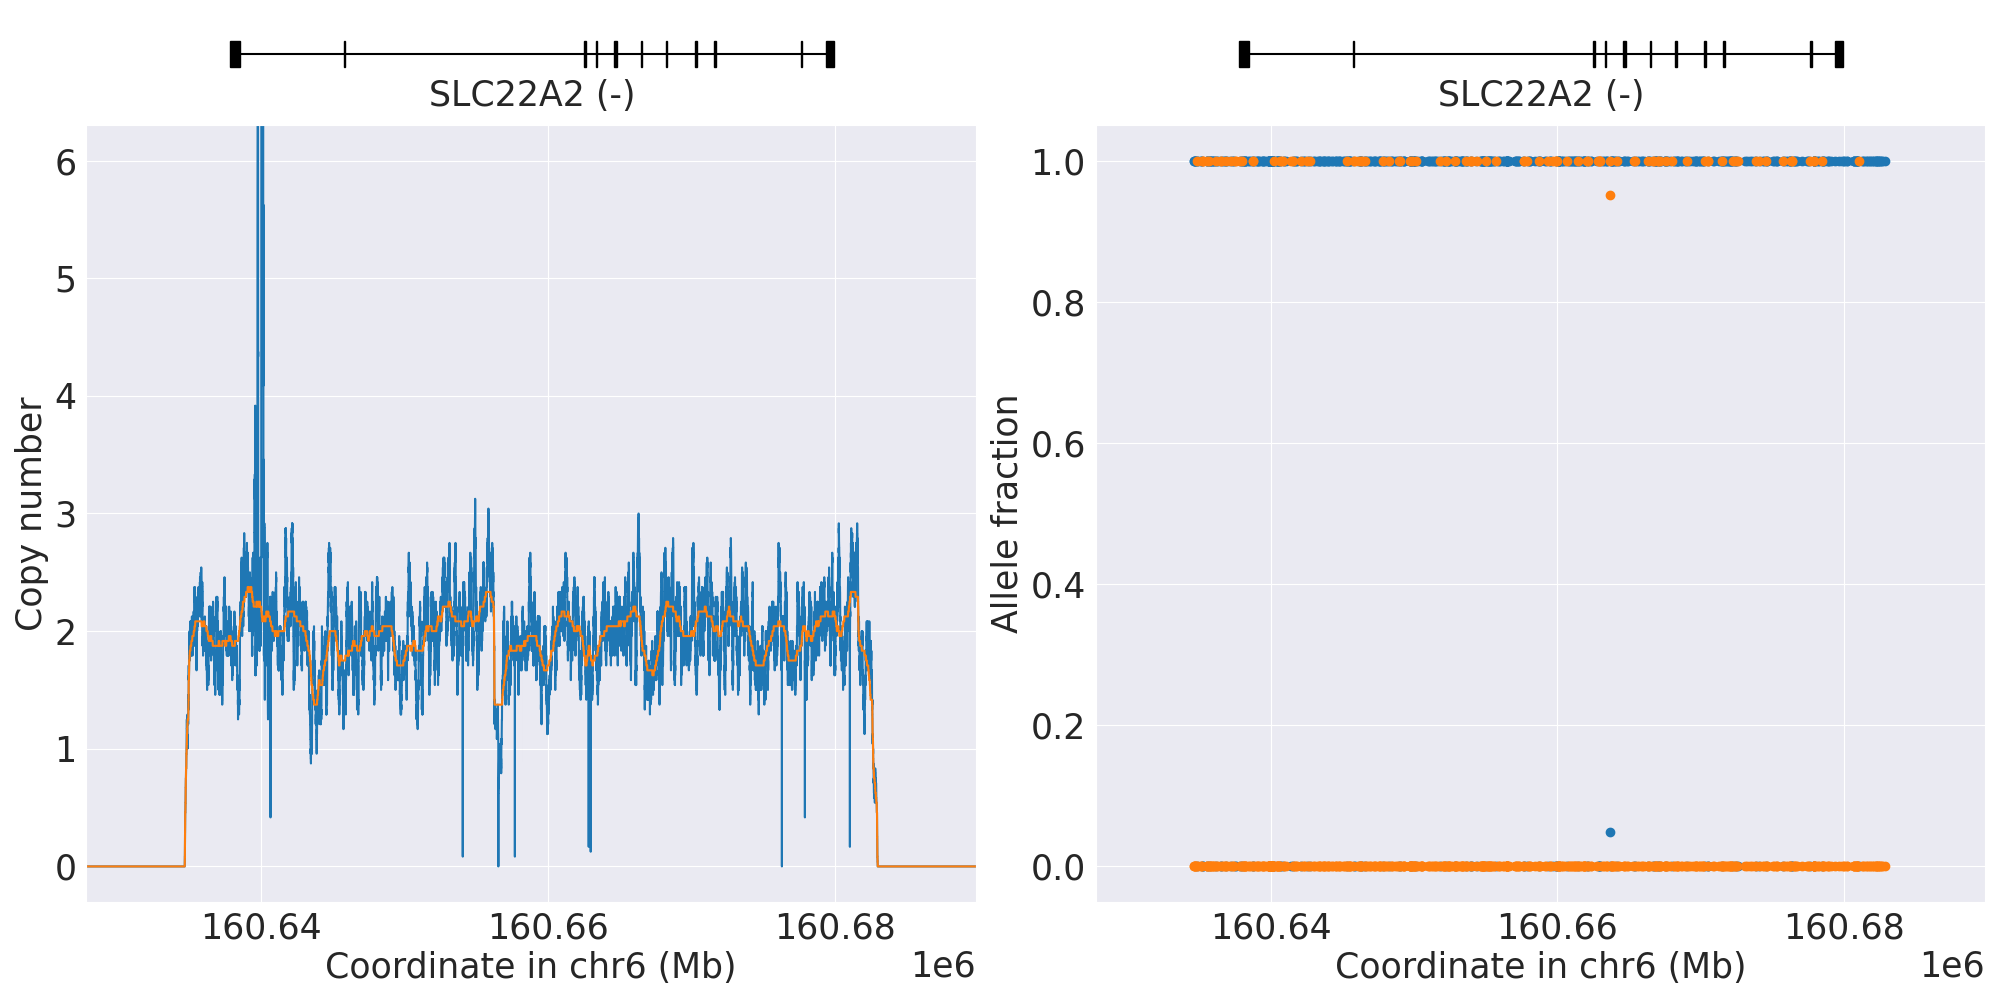 SLC22A2 (-)
Copy number
6
5
4
3
2
1
0
160.64
160.66
160.68
Coordinate in chr6 (Mb)
1e6
SLC22A2 (-)
Allele fraction
1.0
0.8
0.6
0.4
0.2
0.0
160.64
160.66
160.68
Coordinate in chr6 (Mb)
1e6